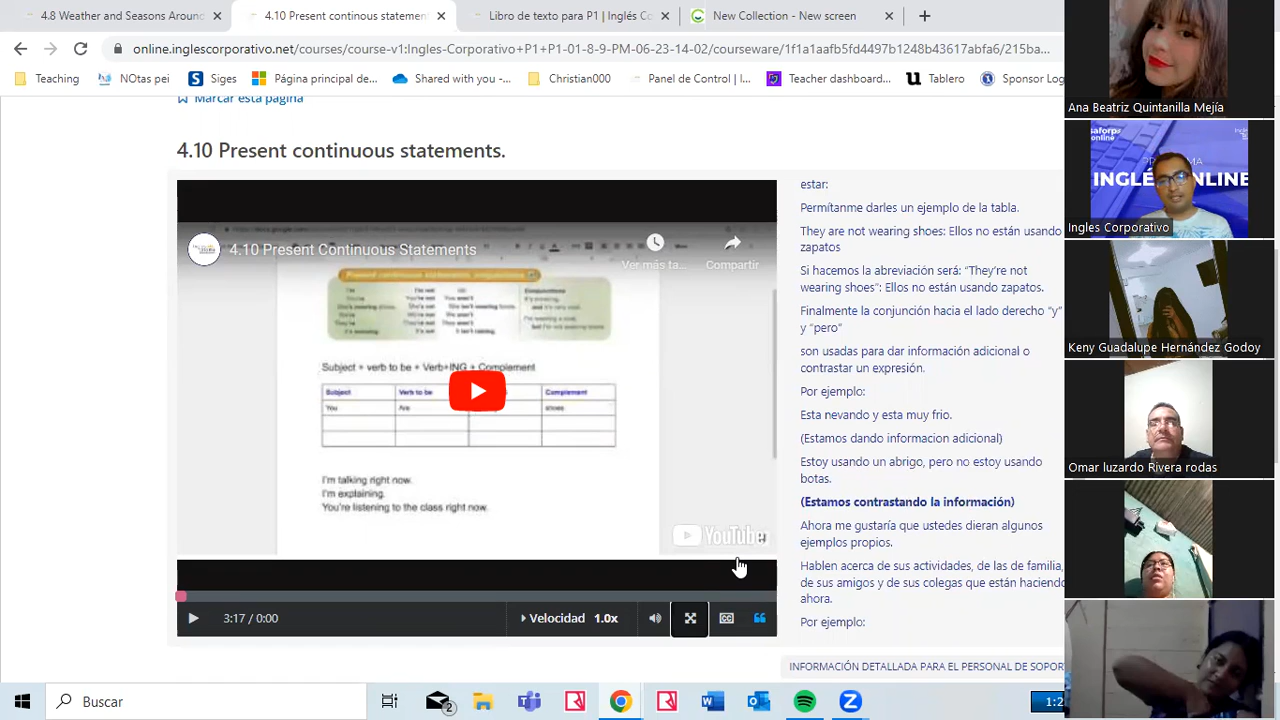 4.8 Weather and Seasons Around
4.10 Present continuous statemen
Libro de texto para P1 | Inglés Co
New Collection - New screen
online.inglescorporativo.net/courses/course-v1:Ingles-Corporativo+P1+P1-01-8-9-PM-06-23-14-02/courseware/1f1a1aafb5fd4497b1248b43617abfa6/215ba...
Teaching
NOtas pei
Siges
Página principal de...
Shared with you -...
Christian000
Panel de Control | I...
Teacher dashboard...
Tablero
Sponsor Log
Marcar esta página
4.10 Present continuous statements.
4.10 Present Continuous Statements
Ver más ta...
Compartir
Present continuous statements; conjunctions
Subject + verb to be + Verb+ING + Complement
Subject
Verb to be
Complement
You
Are
shoes
I'm talking right now.
I'm explaining.
You're listening to the class right now.
YouTube
3:17 / 0:00
Velocidad
1.0x
estar:
Permítanme darles un ejemplo de la tabla.
They are not wearing shoes: Ellos no están usando
zapatos
Si hacemos la abreviación será: "They're not
wearing shoes": Ellos no están usando zapatos.
Finalmente la conjunción hacia el lado derecho "y"
y "pero"
son usadas para dar información adicional o
contrastar un expresión.
Por ejemplo:
Esta nevando y esta muy frio.
(Estamos dando informacion adicional)
Estoy usando un abrigo, pero no estoy usando
botas.
(Estamos contrastando la información)
Ahora me gustaría que ustedes dieran algunos
ejemplos propios.
Hablen acerca de sus actividades, de las de familia,
de sus amigos y de sus colegas que están haciendo
ahora.
Por ejemplo:
INFORMACIÓN DETALLADA PARA EL PERSONAL DE SOPOR
Ana Beatriz Quintanilla Mejía
INGLÉ
NLINE
Ingles Corporativo
Keny Guadalupe Hernández Godoy
Omar luzardo Rivera rodas
Buscar
2
1:2